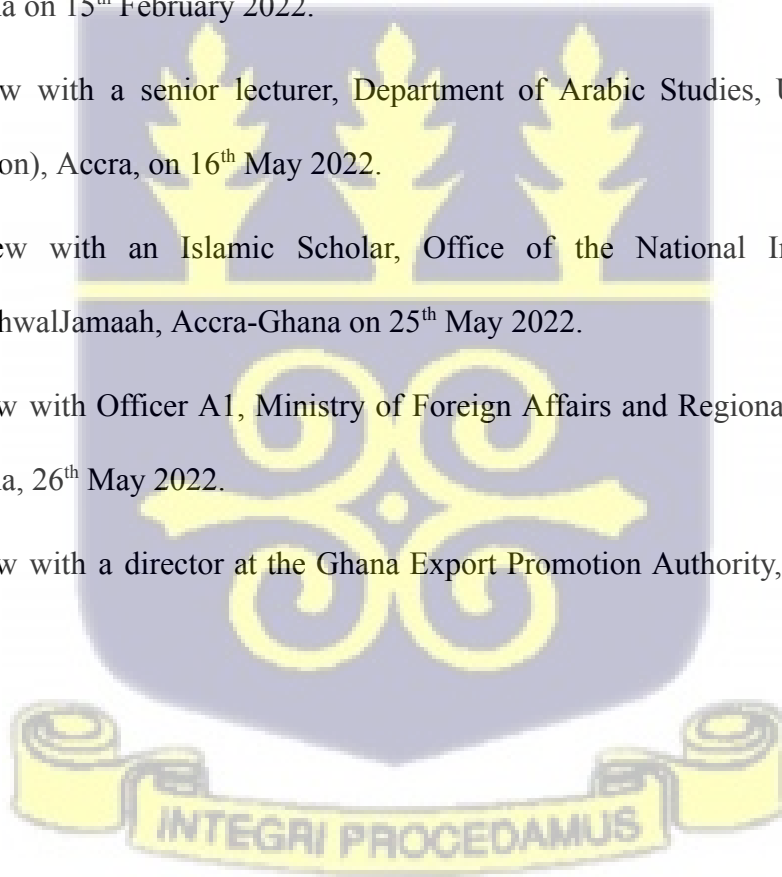 a on 15th February 2022.
w with a senior lecturer, Department of Arabic Studies, U
on), Accra, on 16th May 2022.
ew with an Islamic Scholar, Office of the National I
hwalJamaah, Accra-Ghana on 25th May 2022.
w with Officer A1, Ministry of Foreign Affairs and Regiona
a, 26th May 2022.
w with a director at the Ghana Export Promotion Authority,
INTEGRI PROCEDAMUS